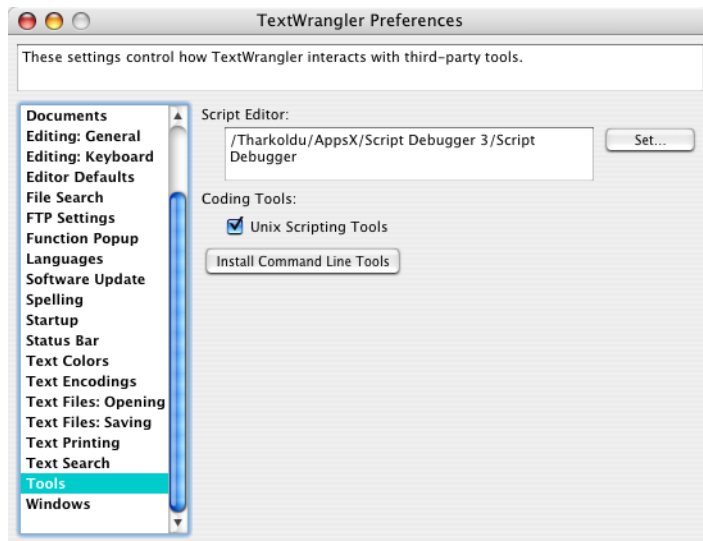 TextWrangler Preferences
These settings control how TextWrangler interacts with third-party tools.
Documents
Editing: General
Editing: Keyboard
Editor Defaults
File Search
FTP Settings
Function Popup
Languages
Software Update
Spelling
Startup
Status Bar
Text Colors
Text Encodings
Text Files: Opening
Text Files: Saving
Text Printing
Text Search
Tools
Windows
Script Editor:
/Tharkoldu/AppsX/Script Debugger 3/Script
Debugger
Set...
Coding Tools:
Unix Scripting Tools
Install Command Line Tools